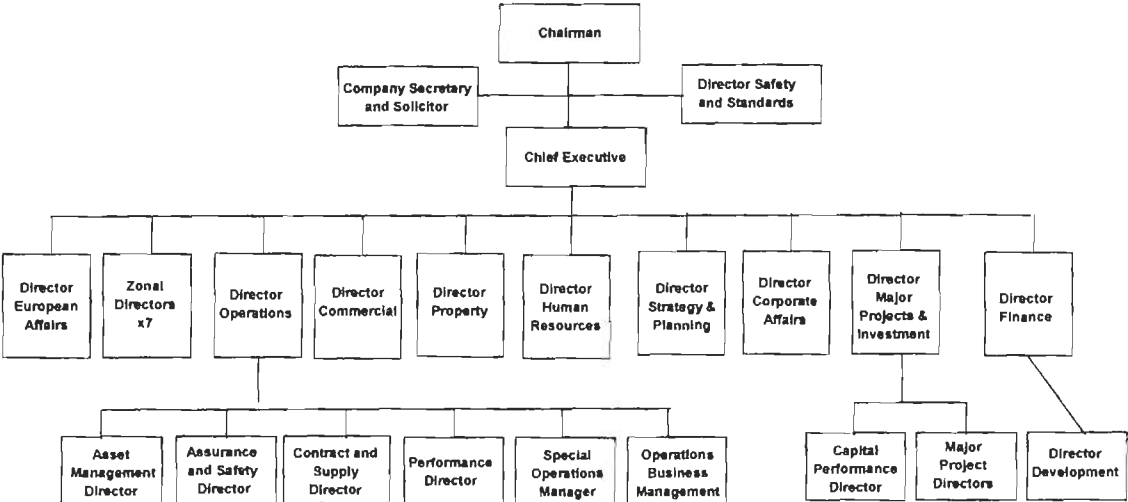 Chairman
Company Secretary
and Solicitor
Director Safety
and Standards
Chief Executive
Director
European
Affairs
Zonal
Directors
x7
Director
Operations
Director
Commercial
Director
Property
Director
Human
Resources
Director
Strategy &
Planning
Director
Corporate
Affairs
Director
Major
Projects &
Investment
Director
Finance
Asset
Management
Director
Assurance
and Safety
Director
Contract and
Supply
Director
Performance
Director
Special
Operations
Manager
Operations
Business
Management
Capital
Performance
Director
Major
Project
Directors
Director
Development